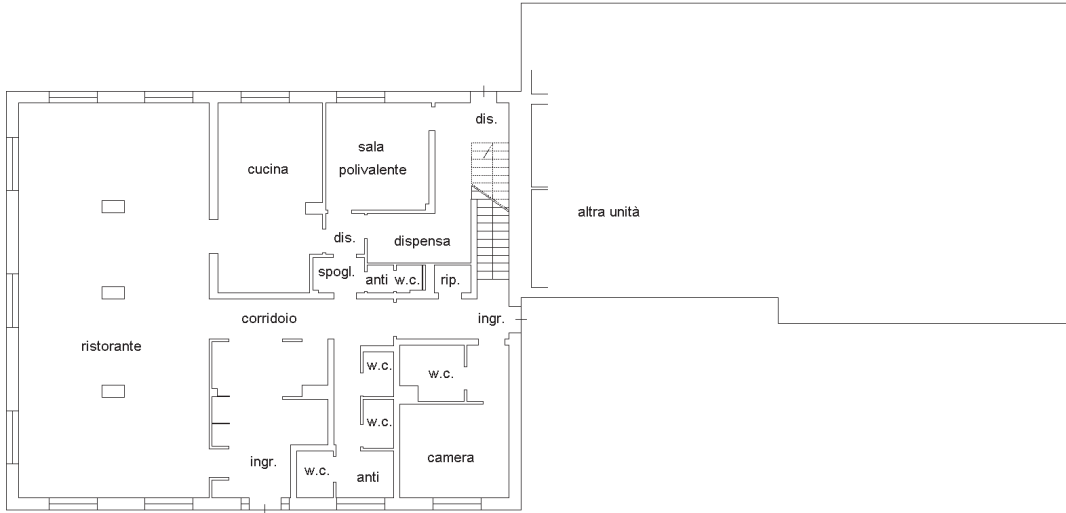 dis.
sala
polivalente
cucina
altra unità
dis.
dispensa
spogl.
anti
w.c.
rip.
corridoio
ingr.
ristorante
w.c.
w.c.
w.c.
ingr.
w.c.
anti
camera